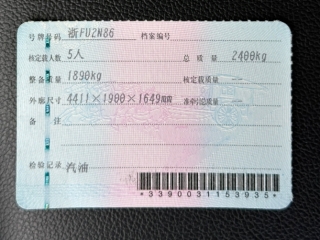 号牌号码 浙FU2N86 档案编号
核定载人数 5人 总质量 2400kg
整备质量 1890kg 核定载质量 --
外廓尺寸 4411×1900×1649mm 准牵引总质量 --
备注
检验记录 汽油
*3390031153935*